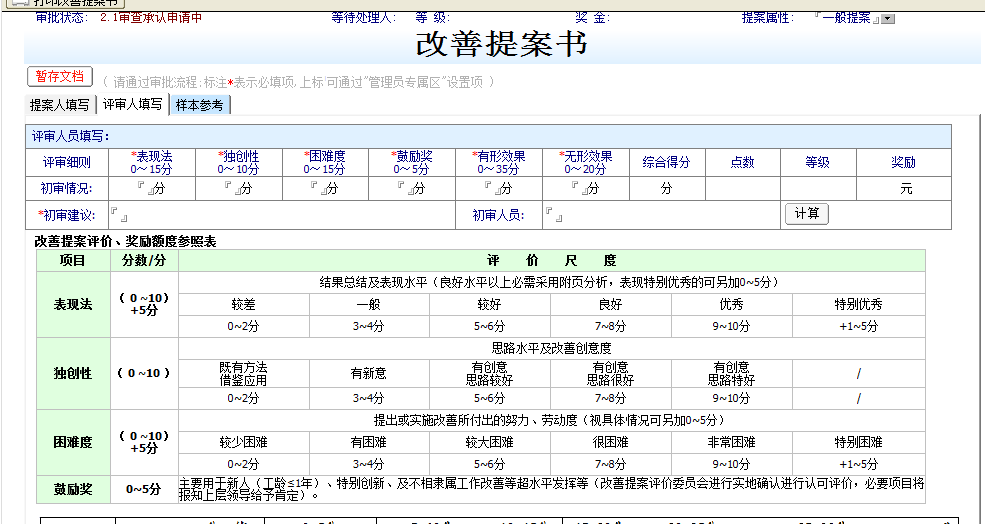 打印改善提案书
审批状态: 2.1审查承认申请中 等待处理人: 等 级: 奖 金: 提案属性: 『一般提案』
改善提案书
暂存文档 ( 请通过审批流程;标注*表示必填项,上标'可通过"管理员专属区"设置项 )
提案人填写 评审人填写 样本参考
评审人员填写:
评审细则 *表现法 0～15分 *独创性 0～10分 *困难度 0～15分 *鼓励奖 0～5分 *有形效果 0～35分 *无形效果 0～20分 综合得分 点数 等级 奖励
初审情况: 『』分 『』分 『』分 『』分 『』分 『』分 分 元
*初审建议: 『』 初审人员: 『』 计算
改善提案评价、奖励额度参照表
项目 分数/分 评 价 尺 度
表现法 （ 0 ~10） +5分 结果总结及表现水平（良好水平以上必需采用附页分析，表现特别优秀的可另加0~5分）
较差 一般 较好 良好 优秀 特别优秀
0~2分 3~4分 5~6分 7~8分 9~10分 +1~5分
独创性 （ 0 ~10 ） 思路水平及改善创意度
既有方法 借鉴应用 有新意 有创意 思路较好 有创意 思路很好 有创意 思路特好 /
0~2分 3~4分 5~6分 7~8分 9~10分 /
困难度 （ 0 ~10） +5分 提出或实施改善所付出的努力、劳动度（视具体情况可另加0~5分）
较少困难 有困难 较大困难 很困难 非常困难 特别困难
0~2分 3~4分 5~6分 7~8分 9~10分 +1~5分
鼓励奖 0~5分 主要用于新人（工龄≤1年）、特别创新、及不相隶属工作改善等超水平发挥等（改善提案评价委员会进行实地确认进行认可评价，必要项目将
报知上层领导给予肯定）。